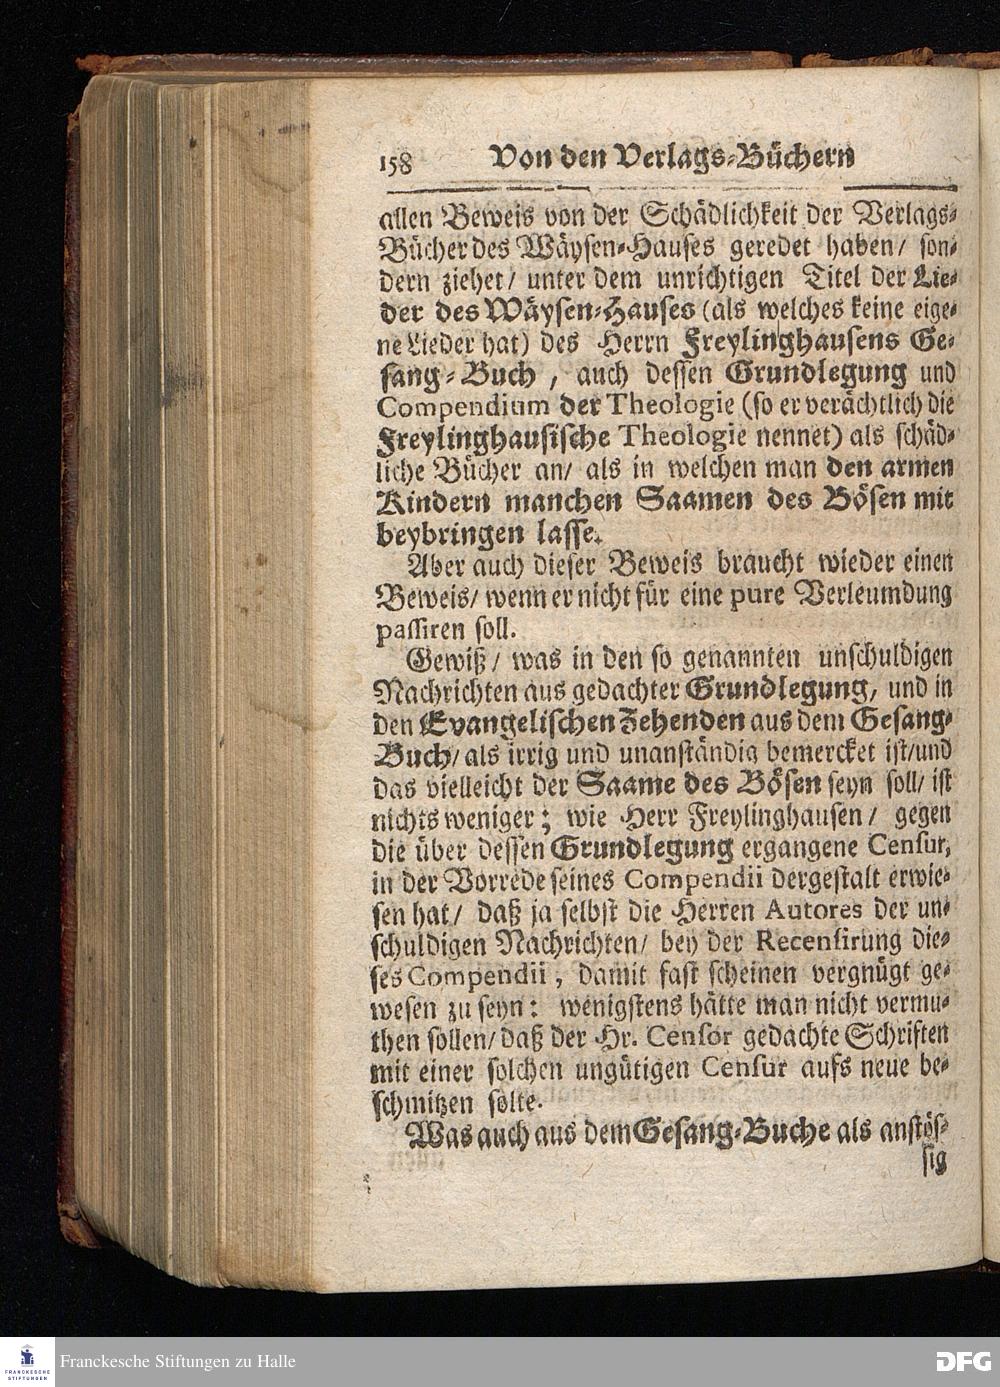 158 Von den Verlags-Büchern
allen Beweis von der Schädlichkeit der Verlags-
Bücher des Wäysen-Hauses geredet haben/ son-
dern ziehet/ unter dem unrichtigen Titel der Lie-
der des Wäysen-Hauses (als welches keine eige-
ne Lieder hat) des Herrn Freylinghausens Ge-
sang-Buch, auch dessen Grundlegung und
Compendium der Theologie (so er verächtlich die
Freylinghausische Theologie nennet) als schäd-
liche Bücher an/ als in welchen man den armen
Kindern manchen Saamen des Bösen mit
beybringen lasse.
Aber auch dieser Beweis braucht wieder einen
Beweis/ wenn er nicht für eine pure Verleumdung
passiren soll.
Gewiß/ was in den so genannten unschuldigen
Nachrichten aus gedachter Grundlegung, und in
den Evangelischen Zehenden aus dem Gesang-
Buch/ als irrig und unanständig bemercket ist/ und
das vielleicht der Saame des Bösen seyn soll/ ist
nichts weniger; wie Herr Freylinghausen/ gegen
die über dessen Grundlegung ergangene Censur,
in der Vorrede seines Compendii dergestalt erwie-
sen hat/ daß ja selbst die Herren Autores der un-
schuldigen Nachrichten/ bey der Recensirung die-
ses Compendii, damit fast scheinen vergnügt ge-
wesen zu seyn: wenigstens hätte man nicht vermu-
then sollen/ daß der Hr. Censor gedachte Schriften
mit einer solchen ungütigen Censur aufs neue be-
schmitzen solte.
Was auch aus dem Gesang-Buche als anstös-
sig
FRANCKESCHE
STIFTUNGEN
Franckesche Stiftungen zu Halle
DFG